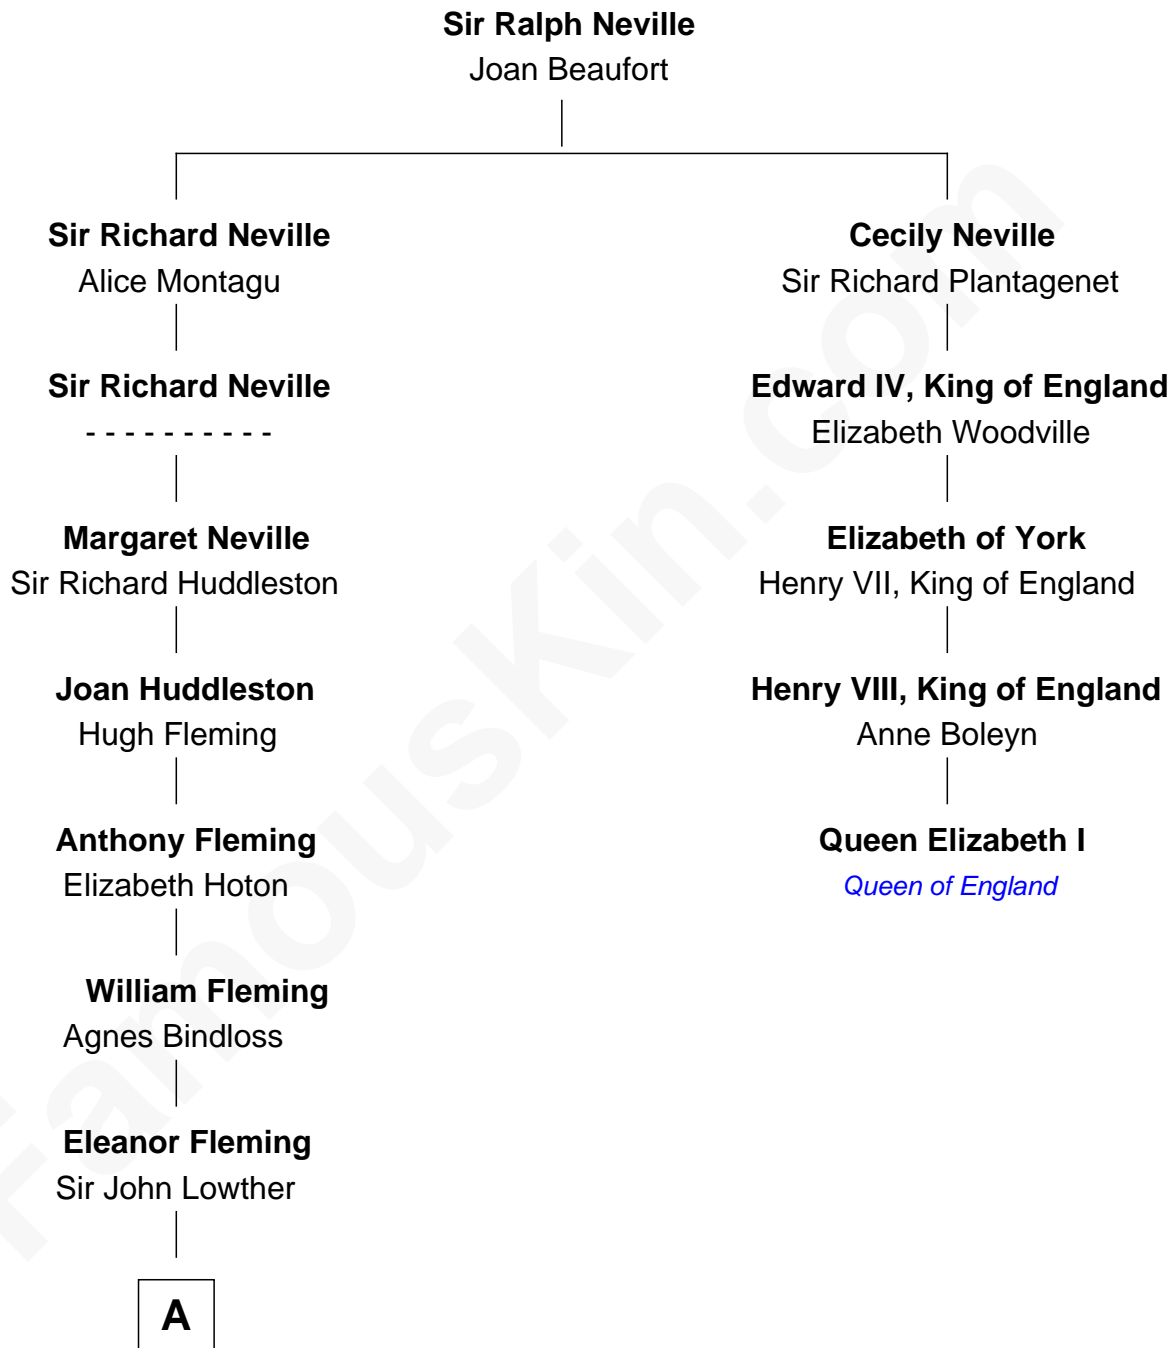 Sir Ralph Neville
Joan Beaufort
Sir Richard Neville
Alice Montagu
Cecily Neville
Sir Richard Plantagenet
Sir Richard Neville
- - - - - - - - - -
Edward IV, King of England
Elizabeth Woodville
Margaret Neville
Sir Richard Huddleston
Elizabeth of York
Henry VII, King of England
Joan Huddleston
Hugh Fleming
Henry VIII, King of England
Anne Boleyn
Anthony Fleming
Elizabeth Hoton
Queen Elizabeth I
Queen of England
William Fleming
Agnes Bindloss
Eleanor Fleming
Sir John Lowther
A
FamousKin.com